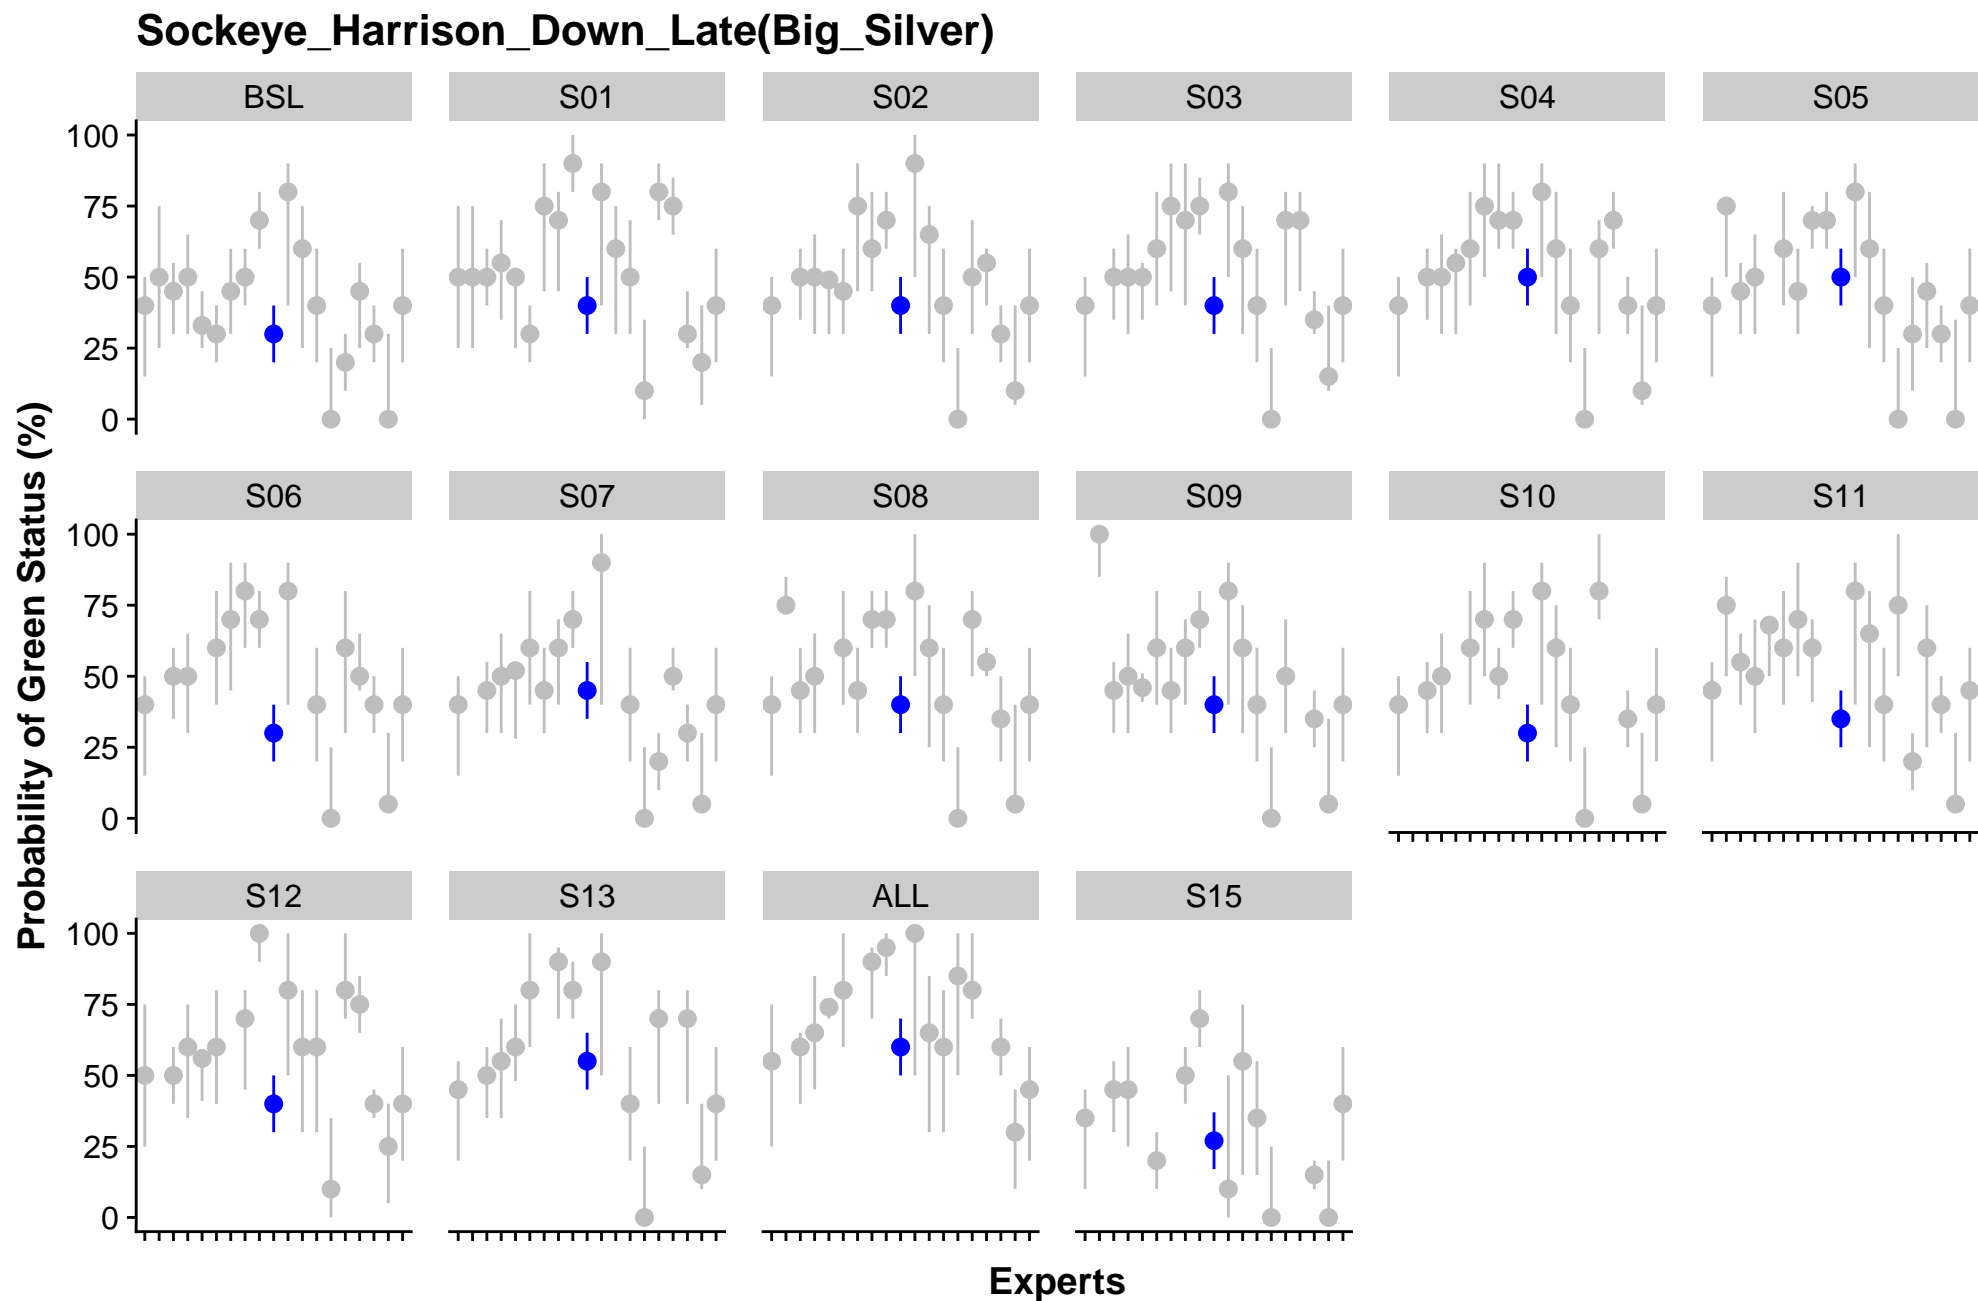 Sockeye_Harrison_Down_Late(Big_Silver)
BSL S01 S02 S03 S04 S05
100
75
50
25
0
S06 S07 S08 S09 S10 S11
100
75
50
25
0
S12 S13 ALL S15
100
75
50
25
0
Probability of Green Status (%)
Experts